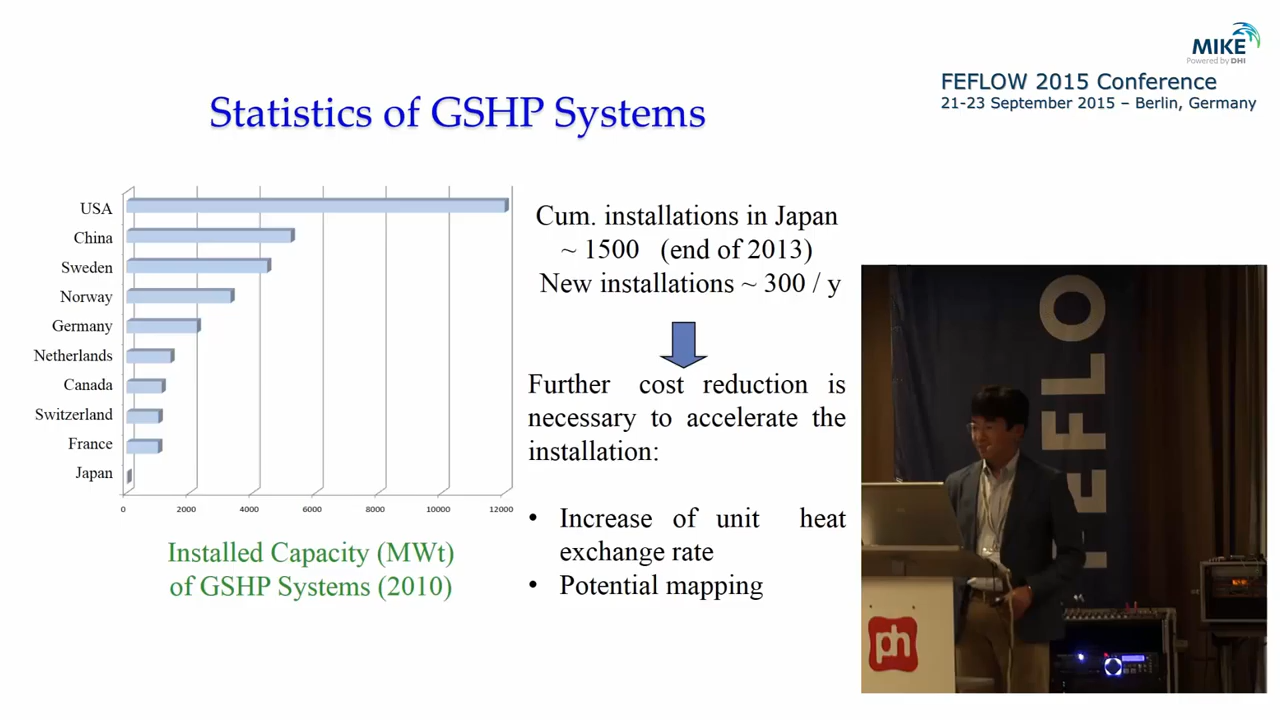 MIKE
Powered by DHI
FEFLOW 2015 Conference
21-23 September 2015 – Berlin, Germany
Statistics of GSHP Systems
USA
China
Sweden
Norway
Germany
Netherlands
Canada
Switzerland
France
Japan
0 2000 4000 6000 8000 10000 12000
Installed Capacity (MWt)
of GSHP Systems (2010)
Cum. installations in Japan
~ 1500 (end of 2013)
New installations ~ 300 / y
Further cost reduction is
necessary to accelerate the
installation:
• Increase of unit heat
exchange rate
• Potential mapping
FEFLO
ph